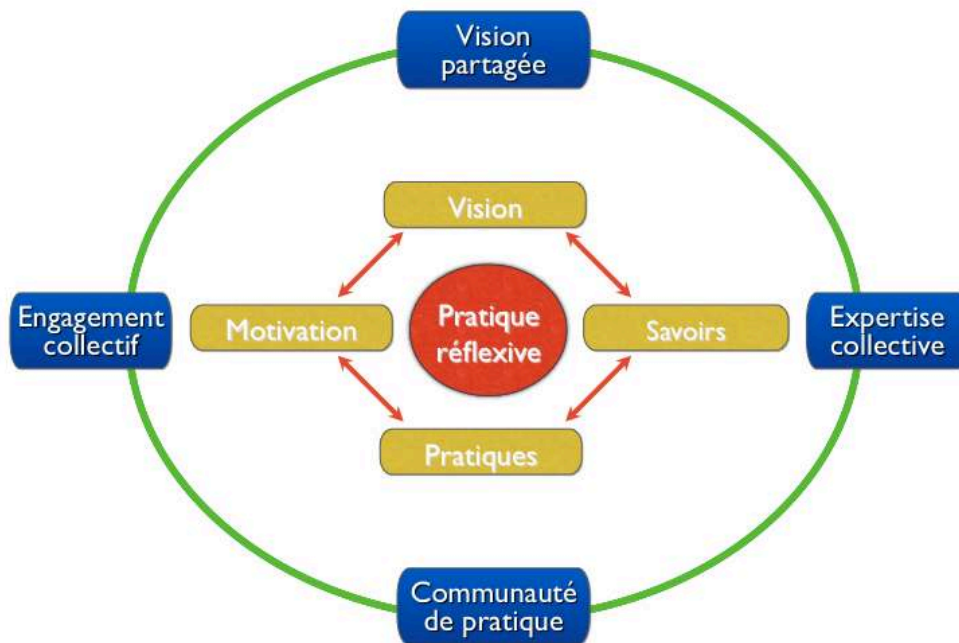 Vision
partagée
Vision
Engagement
collectif
Motivation
Pratique
réflexive
Savoirs
Expertise
collective
Pratiques
Communauté
de pratique